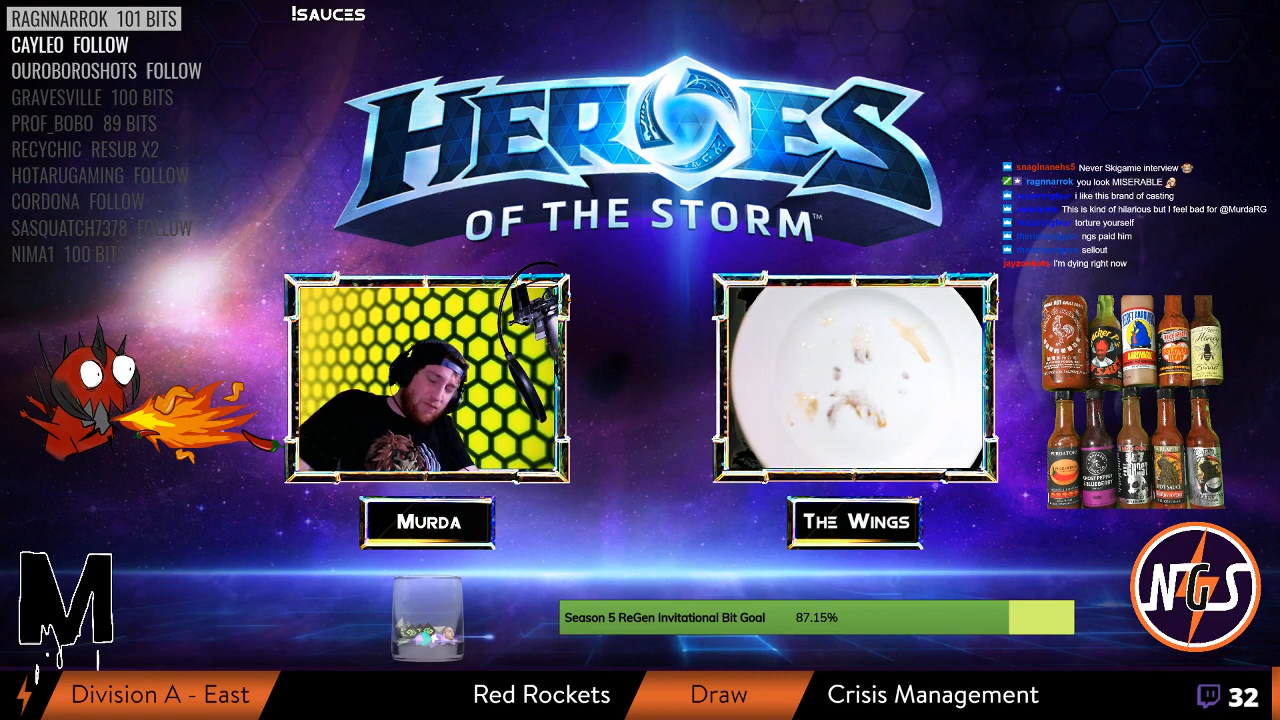 RAGNNARROK 101 BITS
CAYLEO FOLLOW
OUROBOROSHOTS FOLLOW
GRAVESVILLE 100 BITS
PROF_BOBO 89 BITS
RECYCHIC RESUB X2
HOTARUGAMING FOLLOW
CORDONA FOLLOW
SASQUATCH7378 FOLLOW
NIMA1 100 BITS
!SAUCES
HEROES
OF THE STORM™
snaginanehs5 Never Skigamie interview
ragnnarok you look MISERABLE
i like this brand of casting
This is kind of hilarious but I feel bad for @MurdaRG
torture yourself
ngs paid him
sellout
I'm dying right now
MURDA
THE WINGS
M
NGS
Season 5 ReGen Invitational Bit Goal 87.15%
Division A - East
Red Rockets
Draw
Crisis Management
32